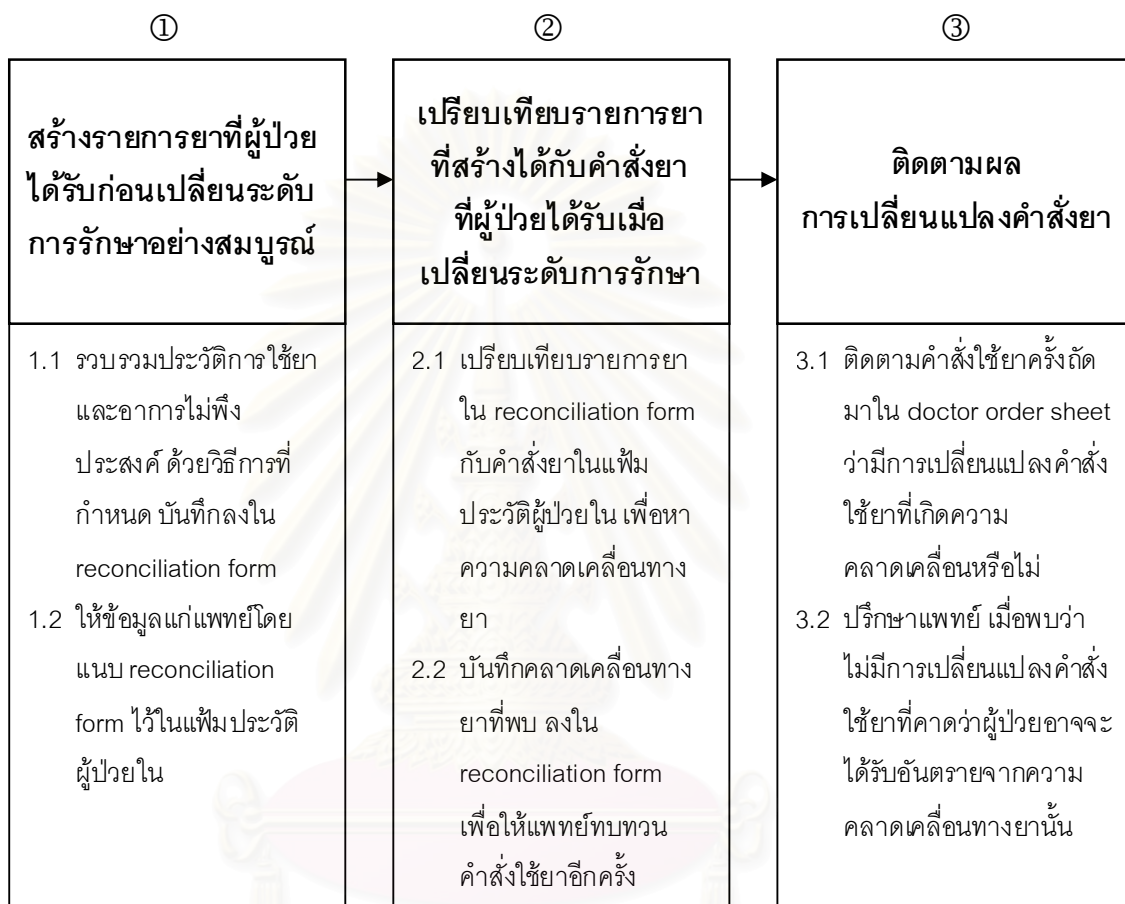 ①
สร้างรายการยาที่ผู้ป่วย
ได้รับก่อนเปลี่ยนระดับ
การรักษาอย่างสมบูรณ์
1.1 รวบรวมประวัติการใช้ยา
และอาการไม่พึง
ประสงค์ ด้วยวิธีการที่
กำหนด บันทึกลงใน
reconciliation form
1.2 ให้ข้อมูลแก่แพทย์โดย
แนบ reconciliation
form ไว้ในแฟ้มประวัติ
ผู้ป่วยใน
②
เปรียบเทียบรายการยา
ที่สร้างได้กับคำสั่งยา
ที่ผู้ป่วยได้รับเมื่อ
เปลี่ยนระดับการรักษา
2.1 เปรียบเทียบรายการยา
ใน reconciliation form
กับคำสั่งยาในแฟ้ม
ประวัติผู้ป่วยใน เพื่อหา
ความคลาดเคลื่อนทาง
ยา
2.2 บันทึกคลาดเคลื่อนทาง
ยาที่พบ ลงใน
reconciliation form
เพื่อให้แพทย์ทบทวน
คำสั่งใช้ยาอีกครั้ง
③
ติดตามผล
การเปลี่ยนแปลงคำสั่งยา
3.1 ติดตามคำสั่งใช้ยาครั้งถัด
มาใน doctor order sheet
ว่ามีการเปลี่ยนแปลงคำสั่ง
ใช้ยาที่เกิดความ
คลาดเคลื่อนหรือไม่
3.2 ปรึกษาแพทย์ เมื่อพบว่า
ไม่มีการเปลี่ยนแปลงคำสั่ง
ใช้ยาที่คาดว่าผู้ป่วยอาจจะ
ได้รับอันตรายจากความ
คลาดเคลื่อนทางยานั้น